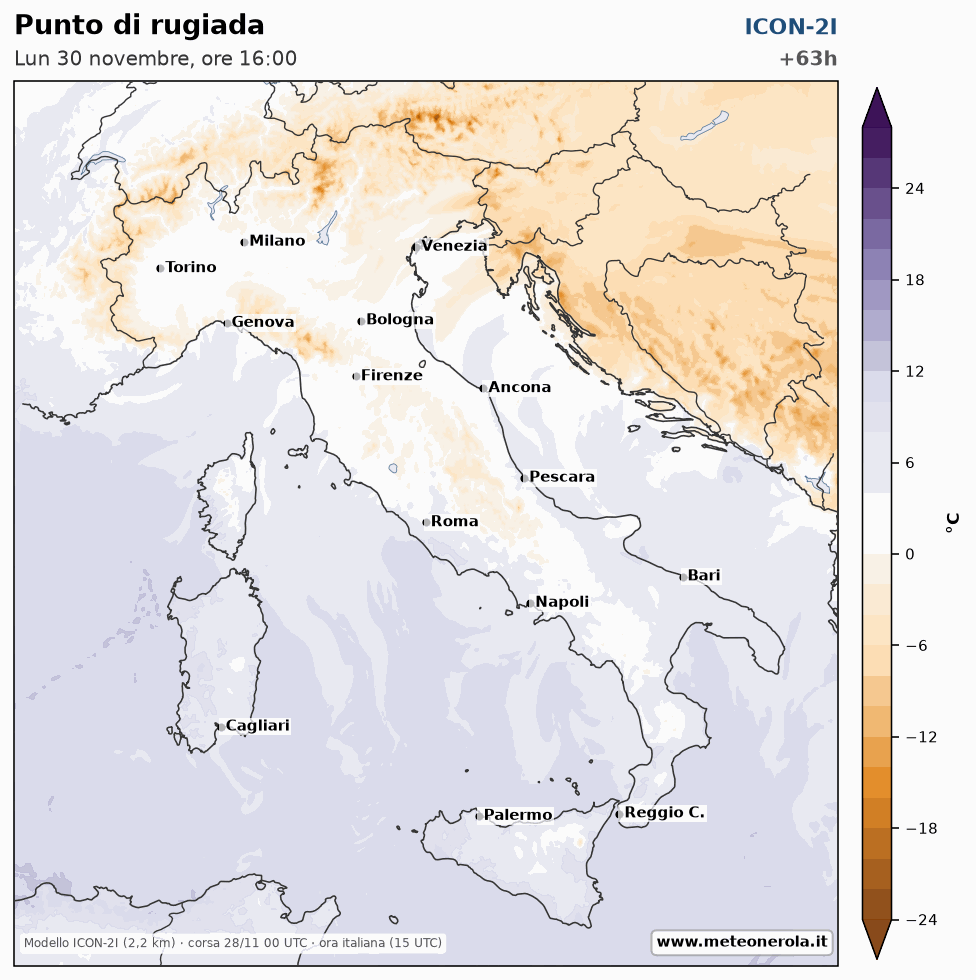 Punto di rugiada
ICON-2I
Lun 30 novembre, ore 16:00
+63h
24
18
12
6
0
−6
−12
−18
−24
°C
Milano
Venezia
Torino
Genova
Bologna
Firenze
Ancona
Pescara
Roma
Bari
Napoli
Cagliari
Palermo
Reggio C.
Modello ICON-2I (2,2 km) · corsa 28/11 00 UTC · ora italiana (15 UTC)
www.meteonerola.it